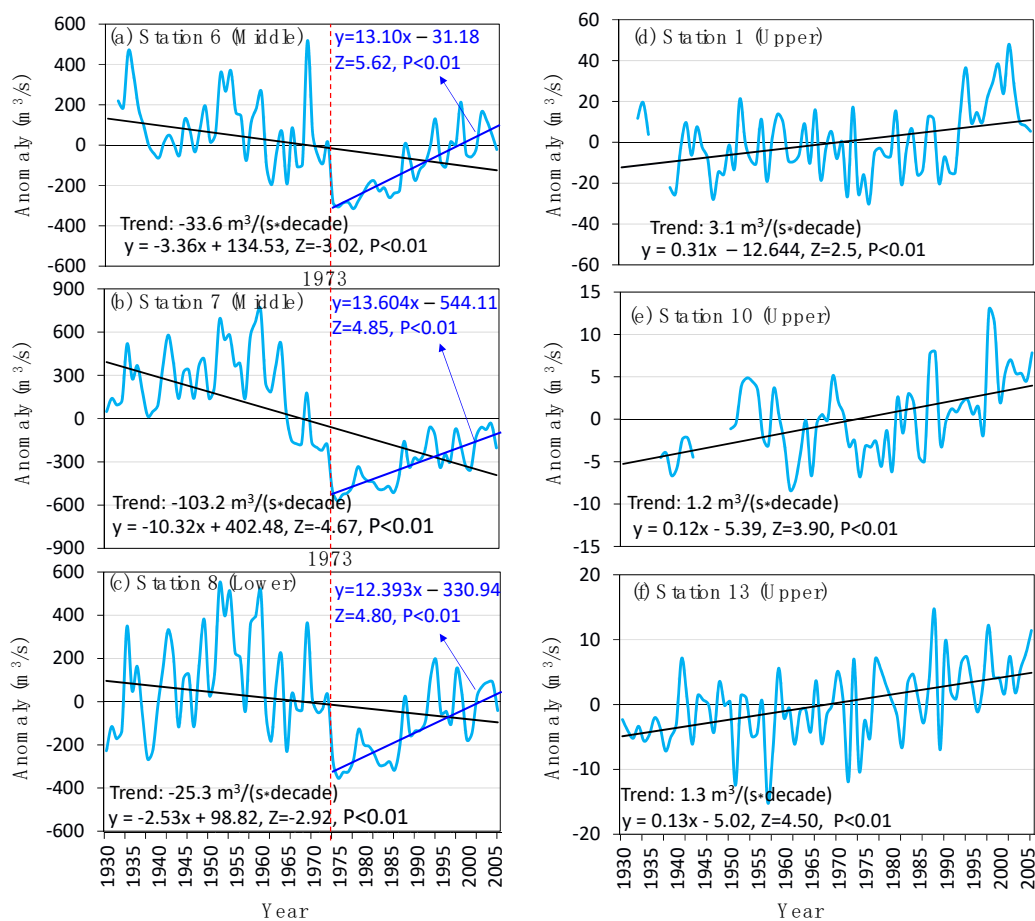 600
400
200
0
-200
-400
-600
Anomaly (m³/s)
(a) Station 6 (Middle)
y=13.10x – 31.18
Z=5.62, P<0.01
Trend: -33.6 m³/(s*decade)
y = -3.36x + 134.53, Z=-3.02, P<0.01
1973
900
600
300
0
-300
-600
-900
Anomaly (m³/s)
(b) Station 7 (Middle)
y=13.604x – 544.11
Z=4.85, P<0.01
Trend: -103.2 m³/(s*decade)
y = -10.32x + 402.48, Z=-4.67, P<0.01
1973
600
400
200
0
-200
-400
-600
Anomaly (m³/s)
(c) Station 8 (Lower)
y=12.393x – 330.94
Z=4.80, P<0.01
Trend: -25.3 m³/(s*decade)
y = -2.53x + 98.82, Z=-2.92, P<0.01
1930 1935 1940 1945 1950 1955 1960 1965 1970 1975 1980 1985 1990 1995 2000 2005
Year
60
40
20
0
-20
-40
-60
Anomaly (m³/s)
(d) Station 1 (Upper)
Trend: 3.1 m³/(s*decade)
y = 0.31x – 12.644, Z=2.5, P<0.01
15
10
5
0
-5
-10
-15
Anomaly (m³/s)
(e) Station 10 (Upper)
Trend: 1.2 m³/(s*decade)
y = 0.12x - 5.39, Z=3.90, P<0.01
20
10
0
-10
-20
Anomaly (m³/s)
(f) Station 13 (Upper)
Trend: 1.3 m³/(s*decade)
y = 0.13x - 5.02, Z=4.50, P<0.01
1930 1935 1940 1945 1950 1955 1960 1965 1970 1975 1980 1985 1990 1995 2000 2005
Year